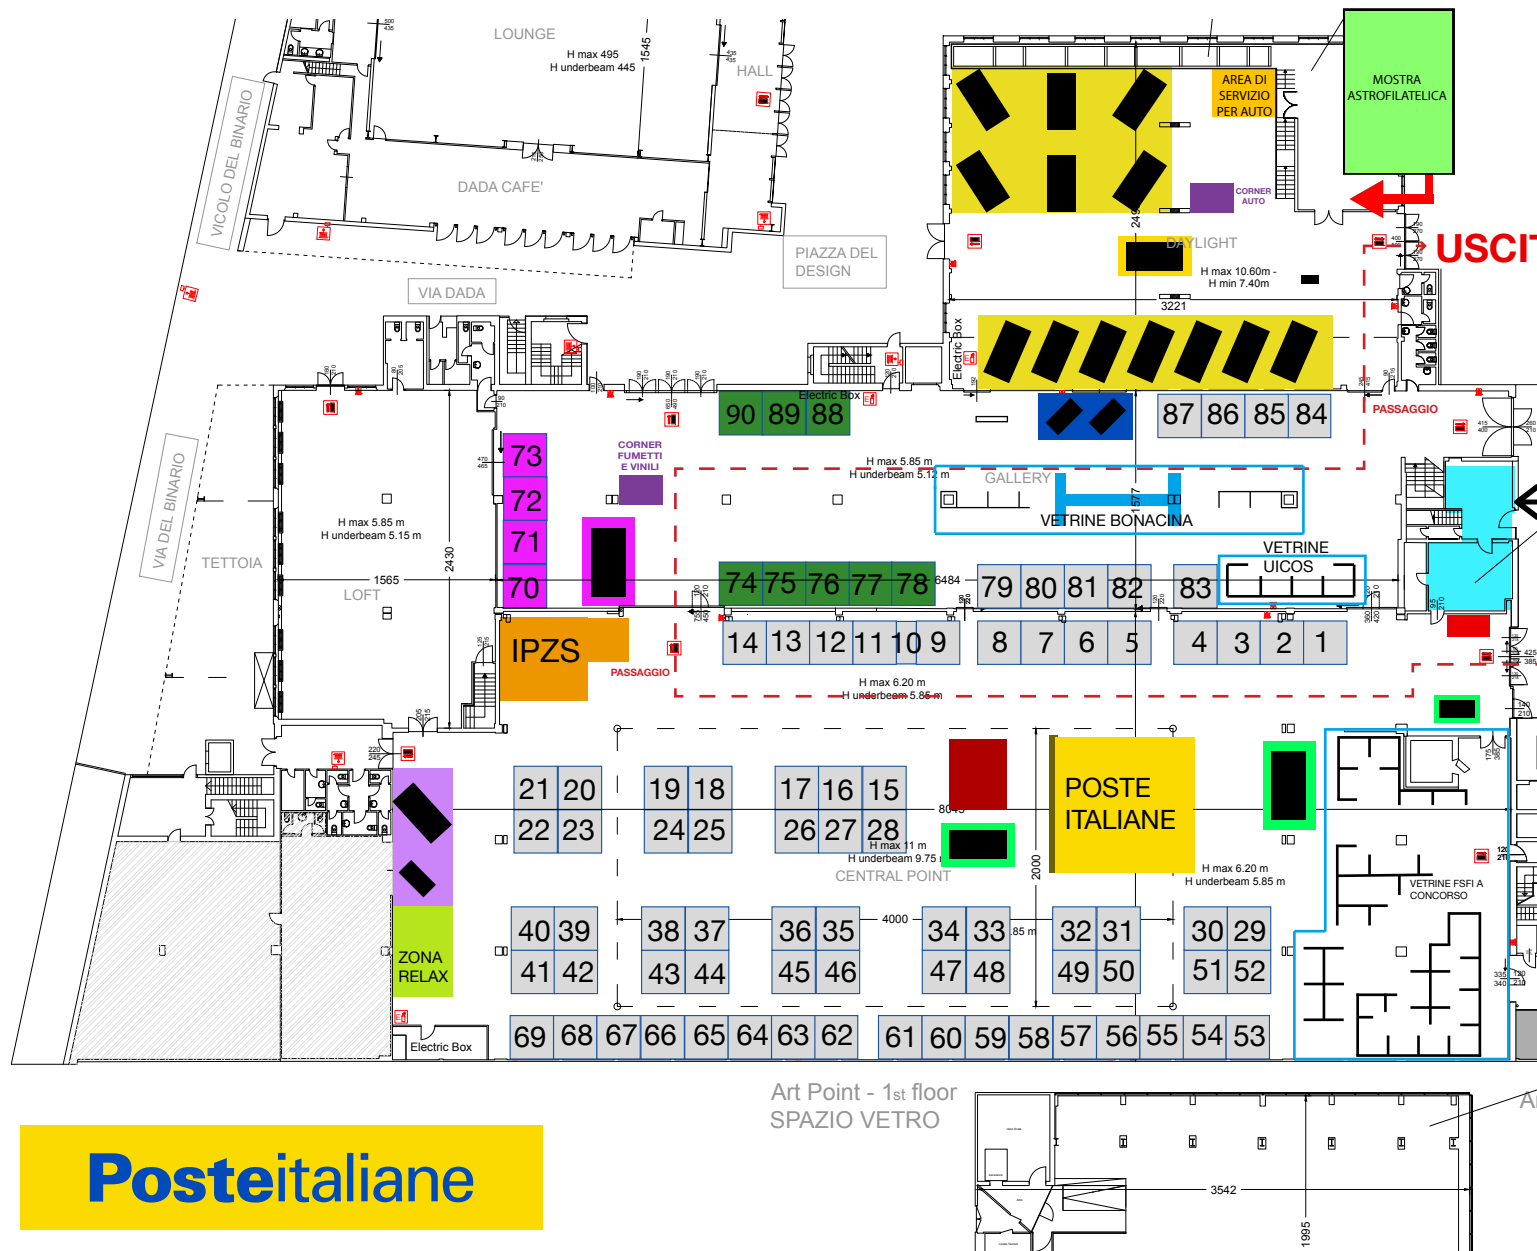 LOUNGE
H max 495
H underbeam 445
1545
HALL
VICOLO DEL BINARIO
DADA CAFE'
PIAZZA DEL
DESIGN
VIA DADA
AREA DI
SERVIZIO
PER AUTO
MOSTRA
ASTROFILATELICA
CORNER
AUTO
DAYLIGHT
USCIT
H max 10.60m -
H min 7.40m
3221
Electric Box
Electric Box
PASSAGGIO
90 89 88
87 86 85 84
CORNER
FUMETTI
E VINILI
73
72
71
70
H max 5.85 m
H underbeam 5.12 m
GALLERY
1577
VETRINE BONACINA
VETRINE
UICOS
VIA DEL BINARIO
TETTOIA
H max 5.85 m
H underbeam 5.15 m
2430
1565
LOFT
74 75 76 77 78
6484
79 80 81 82 83
IPZS
PASSAGGIO
14 13 12 11 10 9
8 7 6 5
4 3 2 1
H max 6.20 m
H underbeam 5.85 m
21 20
19 18
17 16 15
22 23
24 25
26 27 28
8045
POSTE
ITALIANE
2000
H max 11 m
H underbeam 9.75 m
CENTRAL POINT
H max 6.20 m
H underbeam 5.85 m
VETRINE FSFI A
CONCORSO
ZONA
RELAX
4000
40 39
38 37
36 35
34 33
.85 m
32 31
30 29
41 42
43 44
45 46
47 48
49 50
51 52
Electric Box
69 68 67 66 65 64 63 62
61 60 59 58 57 56 55 54 53
Art Point - 1st floor
SPAZIO VETRO
3542
1995
Posteitaliane